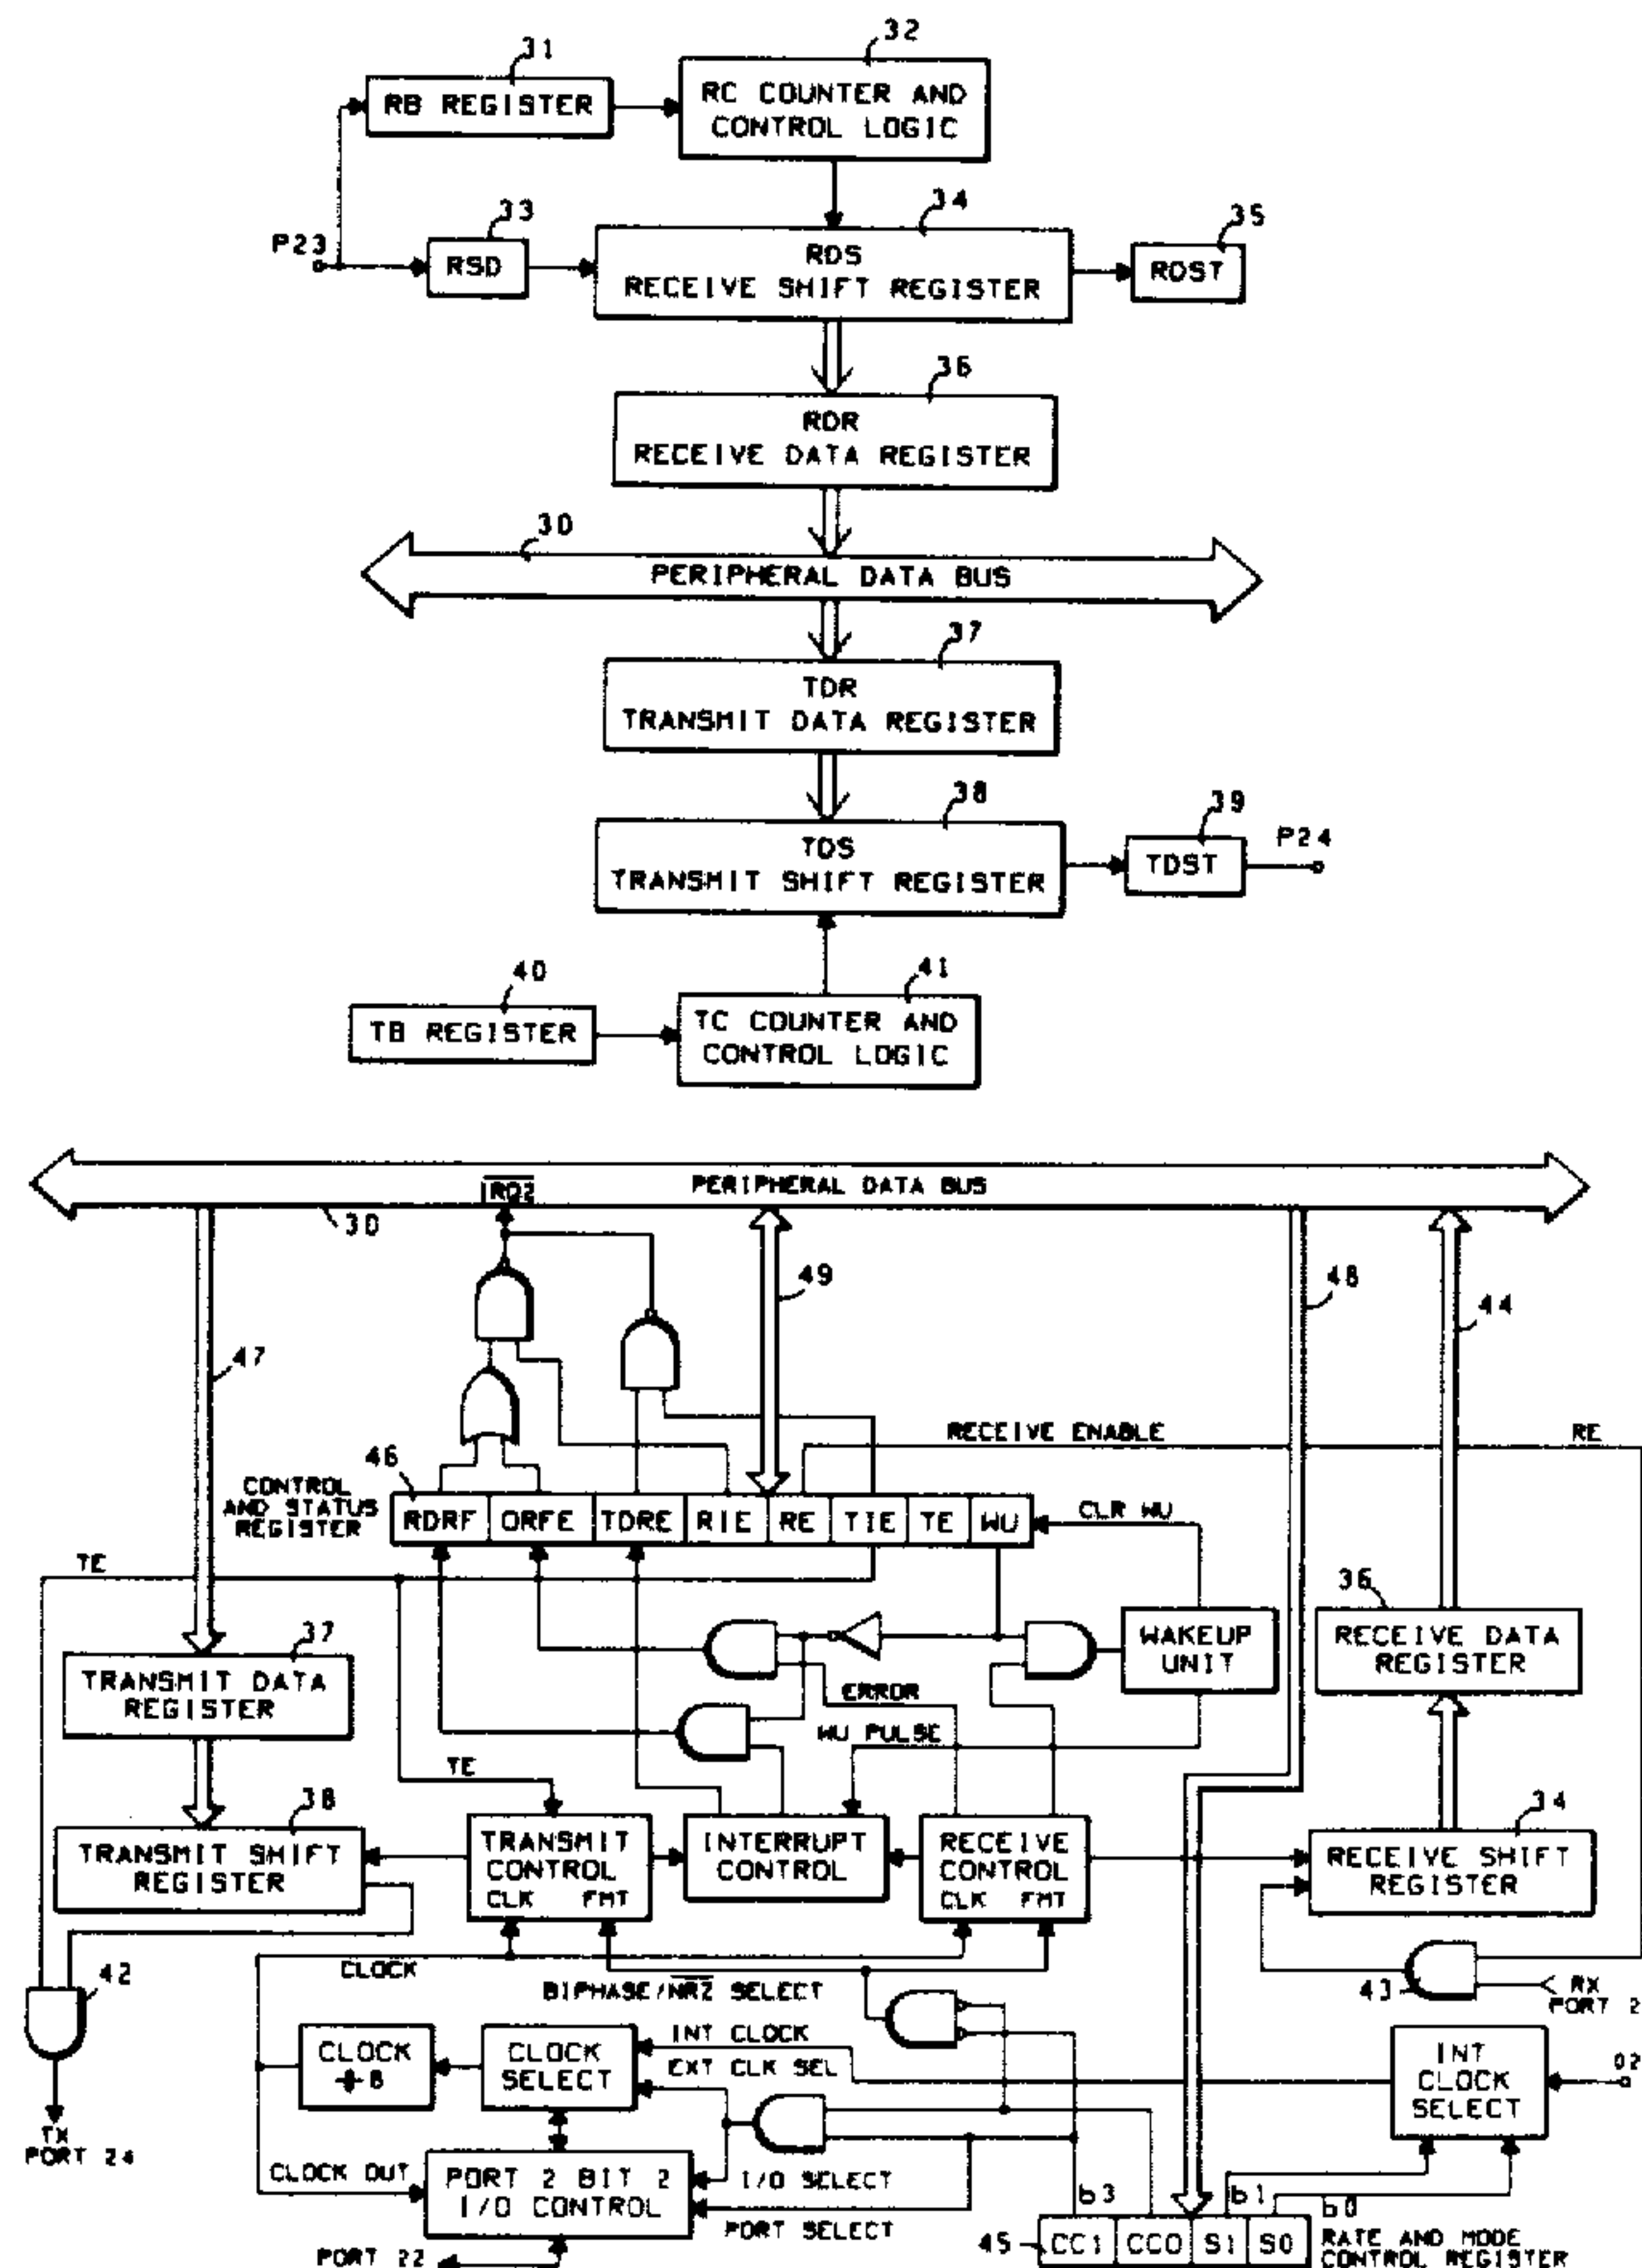 31
32
RB REGISTER
RC COUNTER AND
CONTROL LOGIC
33
34
35
P23
RSD
RDS
RECEIVE SHIFT REGISTER
RDST
36
RDR
RECEIVE DATA REGISTER
30
PERIPHERAL DATA BUS
37
TDR
TRANSMIT DATA REGISTER
38
39
P24
TDS
TRANSMIT SHIFT REGISTER
TDST
40
41
TB REGISTER
TC COUNTER AND
CONTROL LOGIC
IRQ2
PERIPHERAL DATA BUS
30
49
48
44
47
RECEIVE ENABLE
RE
46
CONTROL
AND STATUS
REGISTER
RDRF ORFE TDRE RIE RE TIE TE WU
CLR WU
TE
36
37
WAKEUP
UNIT
RECEIVE DATA
REGISTER
TRANSMIT DATA
REGISTER
ERROR
WU PULSE
TE
38
34
TRANSMIT SHIFT
REGISTER
TRANSMIT
CONTROL
CLK FMT
INTERRUPT
CONTROL
RECEIVE
CONTROL
CLK FMT
RECEIVE SHIFT
REGISTER
42
CLOCK
BIPHASE/NRZ SELECT
43
RX
PORT 2
CLOCK
÷8
CLOCK
SELECT
INT CLOCK
EXT CLK SEL
INT
CLOCK
SELECT
02
TX
PORT 24
CLOCK OUT
PORT 2 BIT 2
I/O CONTROL
I/O SELECT
PORT SELECT
b3
b1
b0
PORT 22
45
CC1 CC0 S1 S0
RATE AND MODE
CONTROL REGISTER